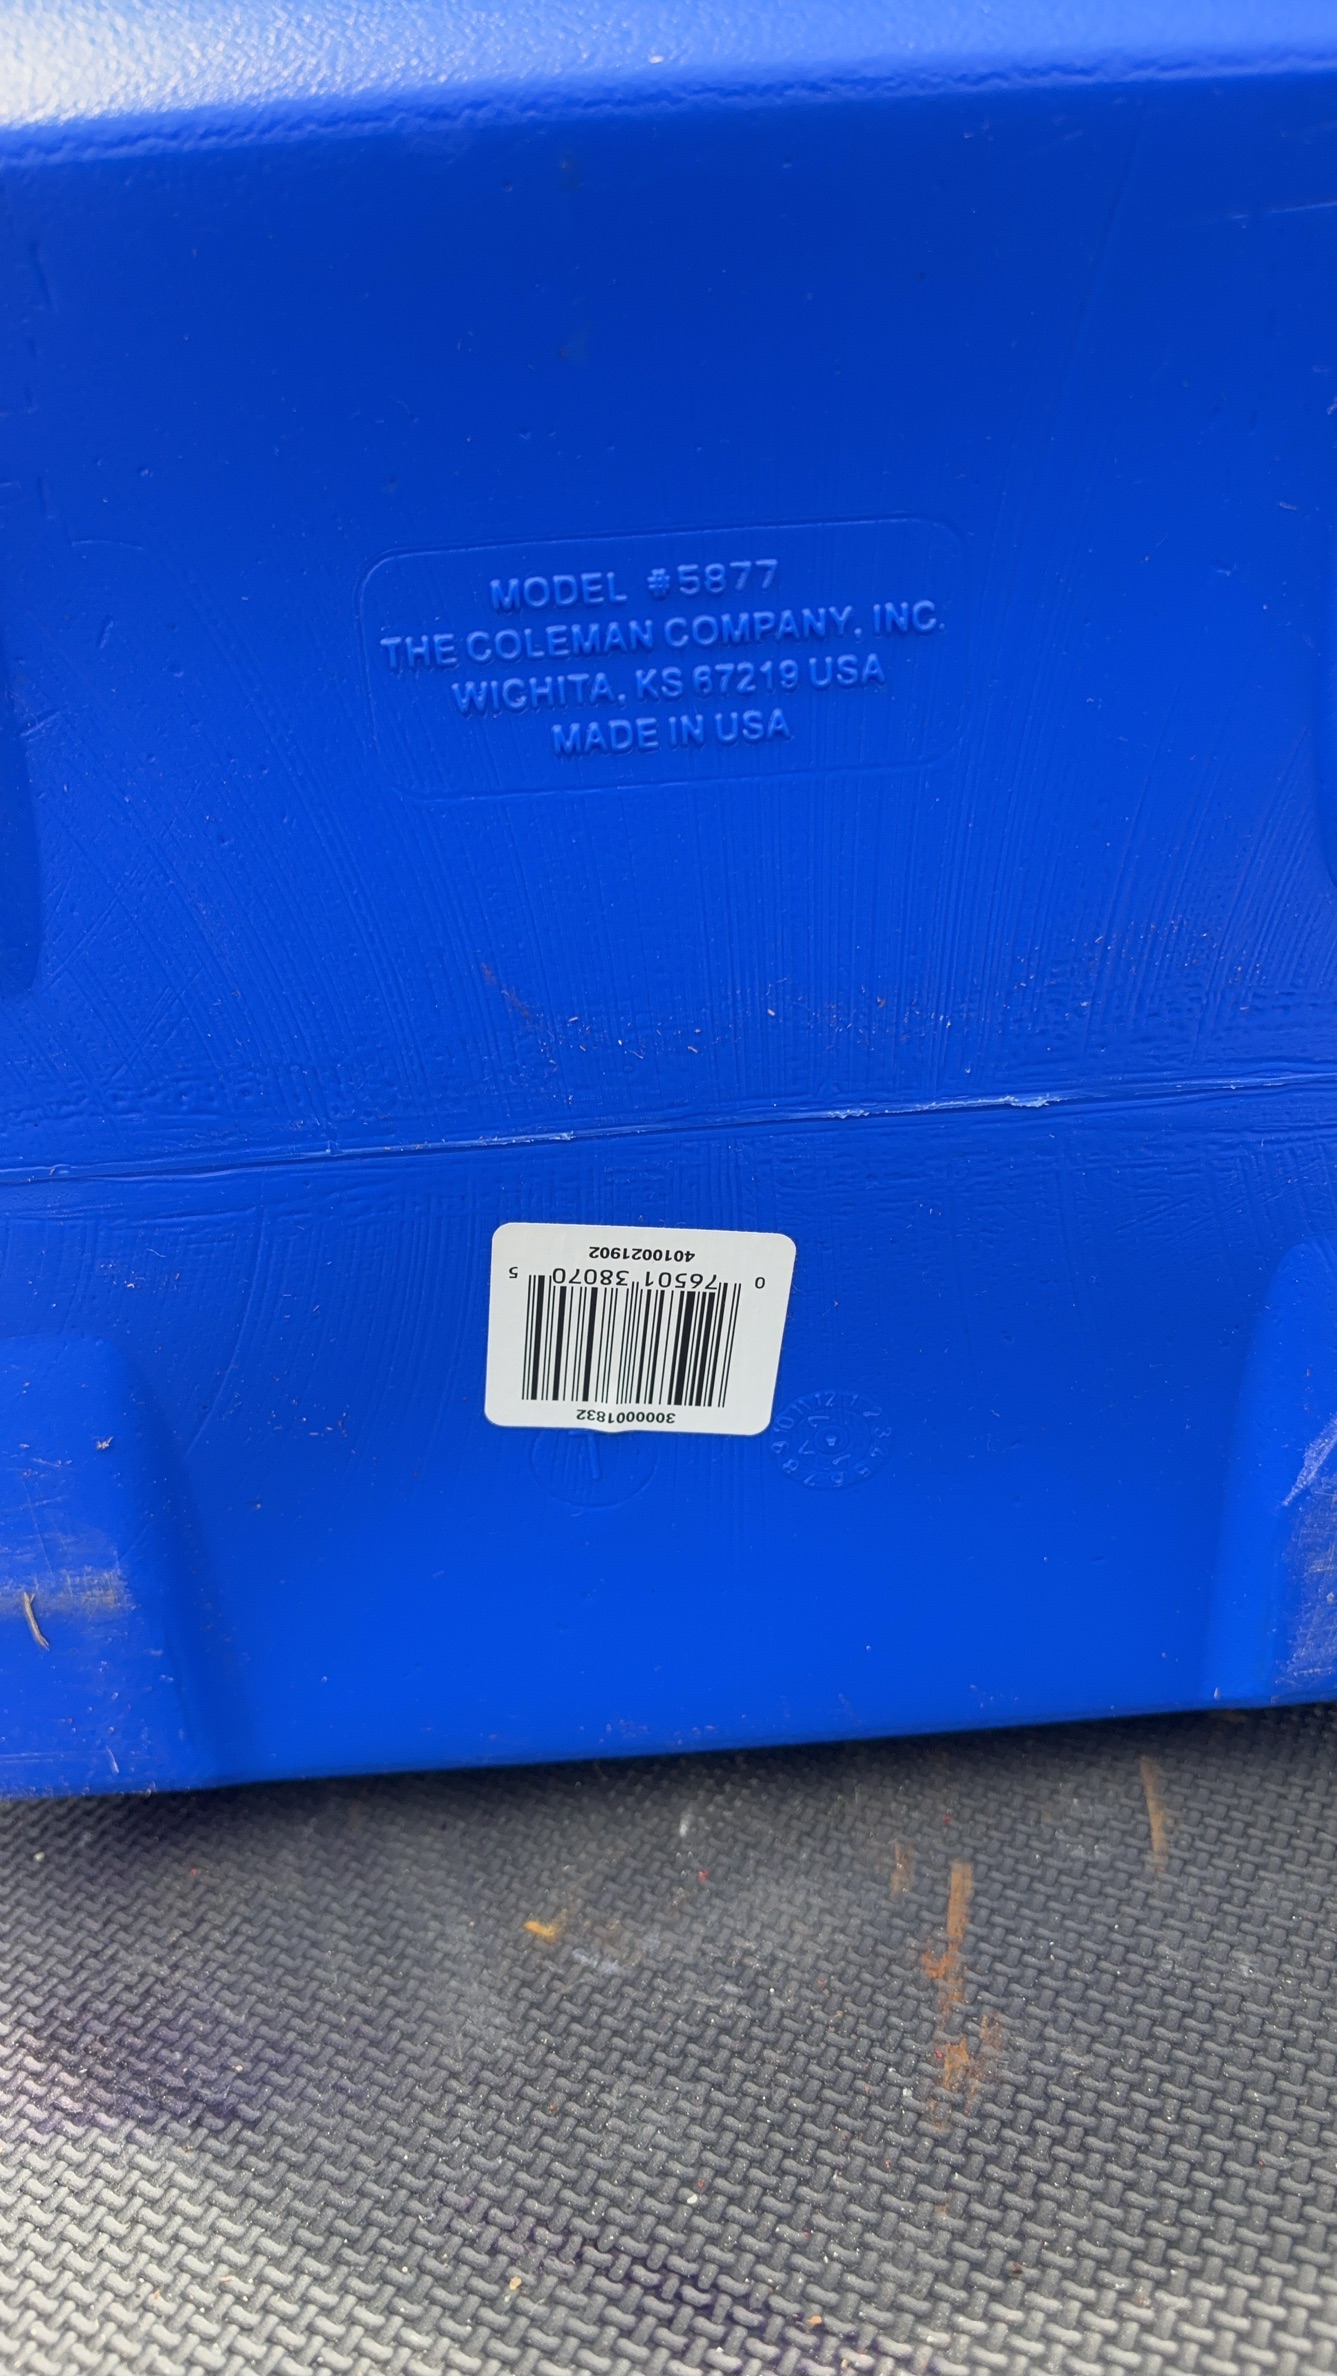 MODEL #5877
THE COLEMAN COMPANY, INC.
WICHITA, KS 67219 USA
MADE IN USA
3000001832
0 76501 38070 5
4010021902